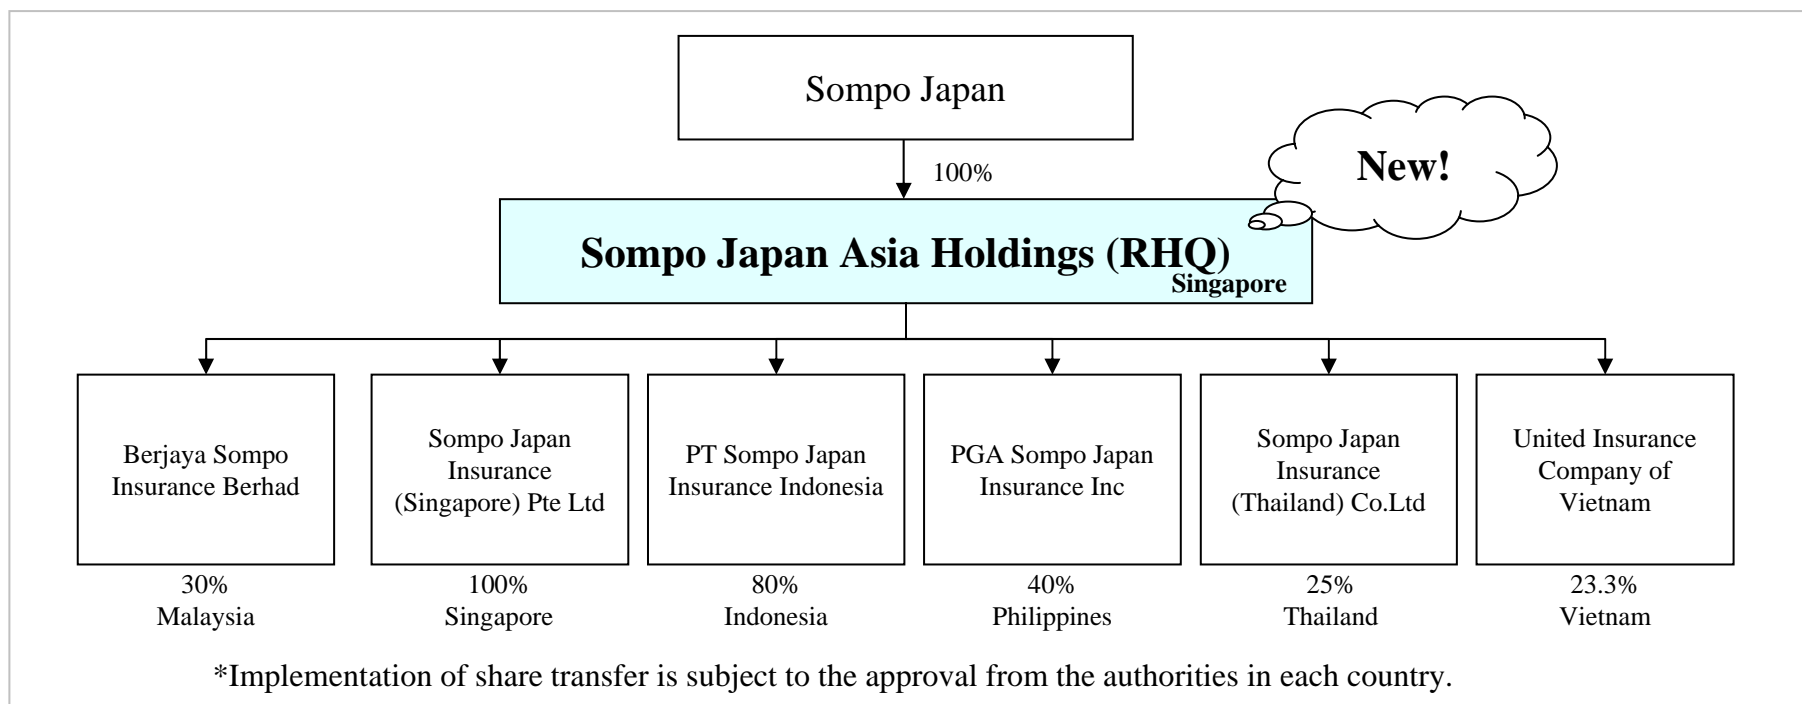 Sompo Japan
100%
New!
Sompo Japan Asia Holdings (RHQ)
Singapore
Berjaya Sompo
Insurance Berhad
30%
Malaysia
Sompo Japan
Insurance
(Singapore) Pte Ltd
100%
Singapore
PT Sompo Japan
Insurance Indonesia
80%
Indonesia
PGA Sompo Japan
Insurance Inc
40%
Philippines
Sompo Japan
Insurance
(Thailand) Co.Ltd
25%
Thailand
United Insurance
Company of
Vietnam
23.3%
Vietnam
*Implementation of share transfer is subject to the approval from the authorities in each country.